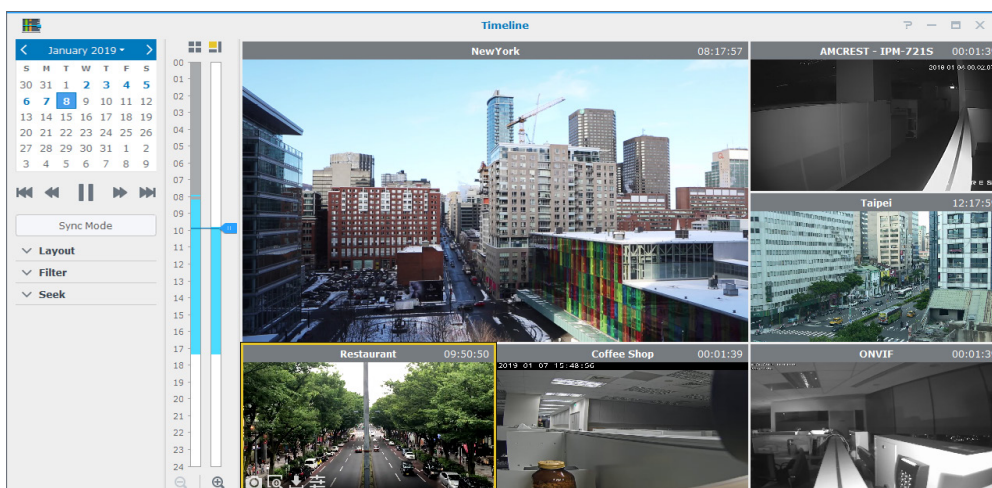 Timeline
January 2019
S M T W T F S
30 31 1 2 3 4 5
6 7 8 9 10 11 12
13 14 15 16 17 18 19
20 21 22 23 24 25 26
27 28 29 30 31 1 2
3 4 5 6 7 8 9
Sync Mode
Layout
Filter
Seek
00
01
02
03
04
05
06
07
08
09
10
11
12
13
14
15
16
17
18
19
20
21
22
23
24
NewYork 08:17:57
AMCREST - IPM-721S 00:01:39
Taipei 12:17:59
Restaurant 09:50:50
Coffee Shop 00:01:39
2019 01 07 15:48:56
ONVIF 00:01:39